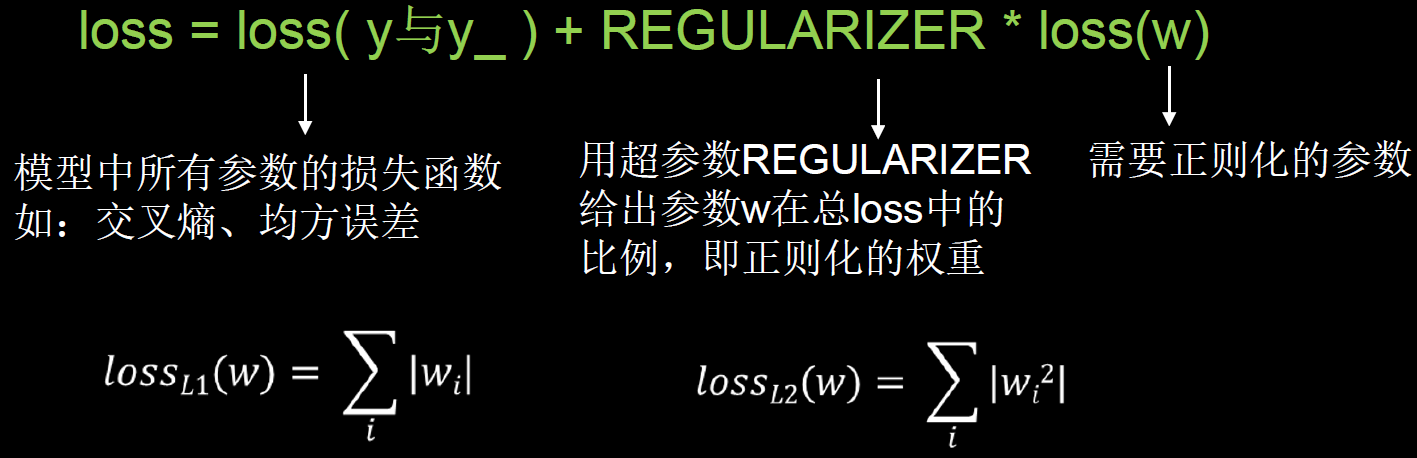 loss = loss( y与y_ ) + REGULARIZER * loss(w)
模型中所有参数的损失函数
如：交叉熵、均方误差
用超参数REGULARIZER
给出参数w在总loss中的
比例，即正则化的权重
需要正则化的参数
loss_{L1}(w) = \sum_i |w_i|
loss_{L2}(w) = \sum_i |w_i^2|